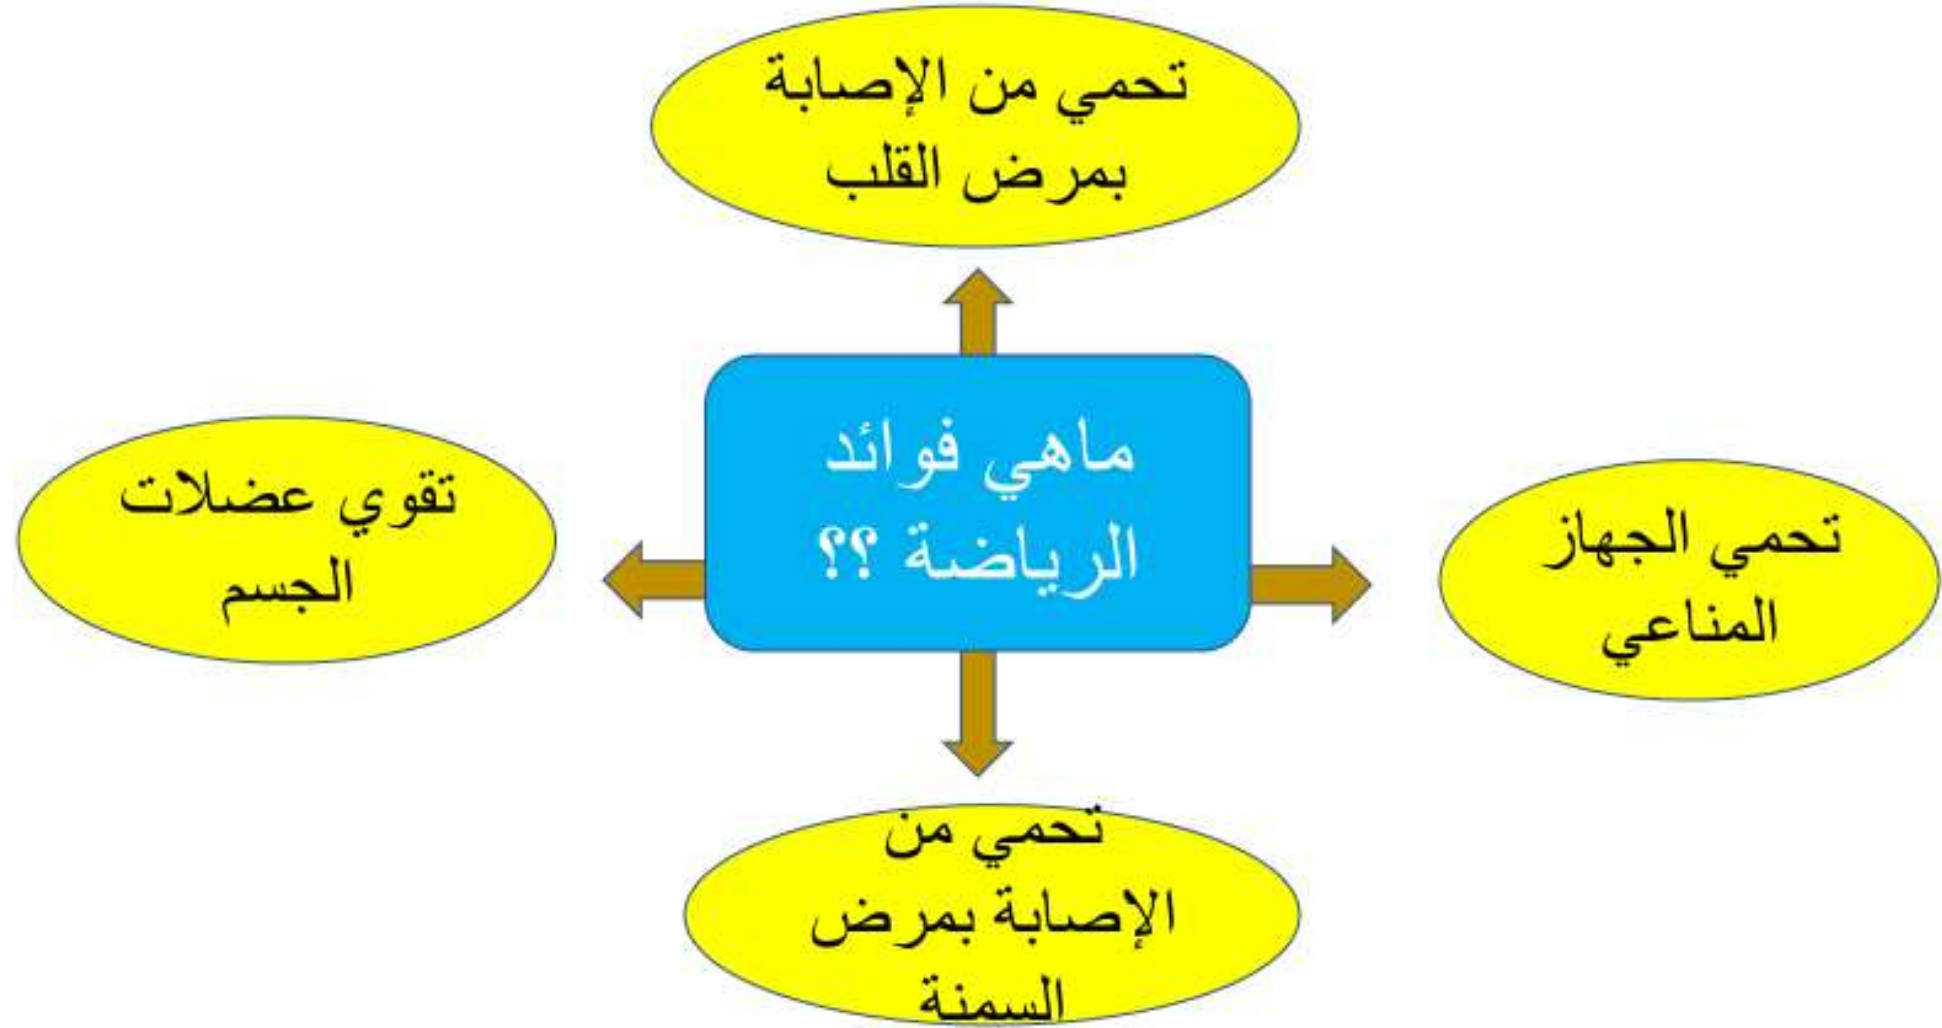 تحمي من الإصابة
بمرض القلب
ماهي فوائد
الرياضة ؟؟
تحمي الجهاز
المناعي
تقوي عضلات
الجسم
تحمي من
الإصابة بمرض
السمنة